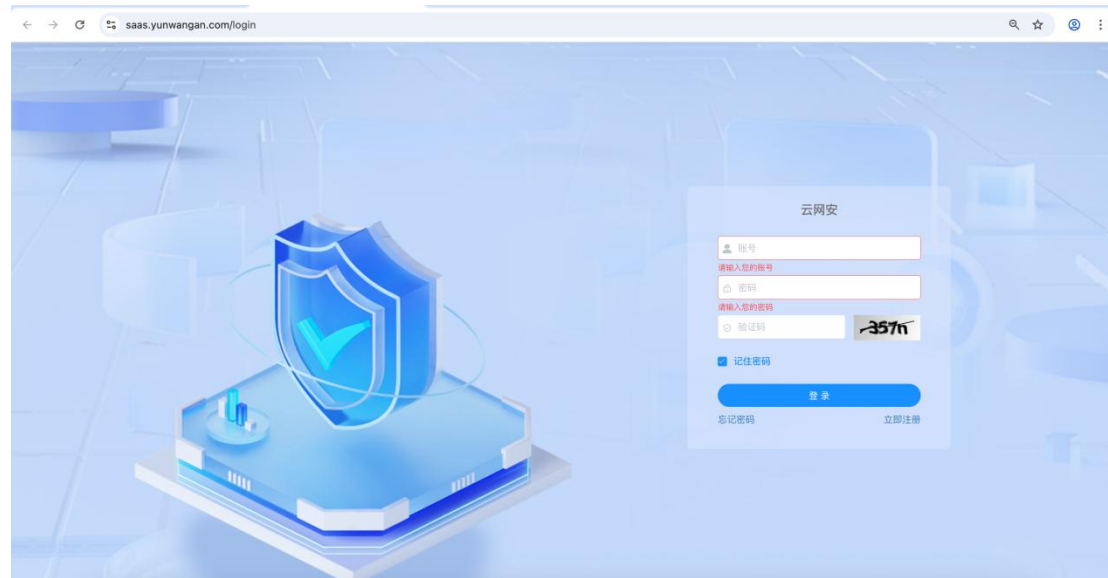 saas.yunwangan.com/login
云网安
账号
请输入您的账号
密码
请输入您的密码
验证码
357n
记住密码
登 录
忘记密码 立即注册